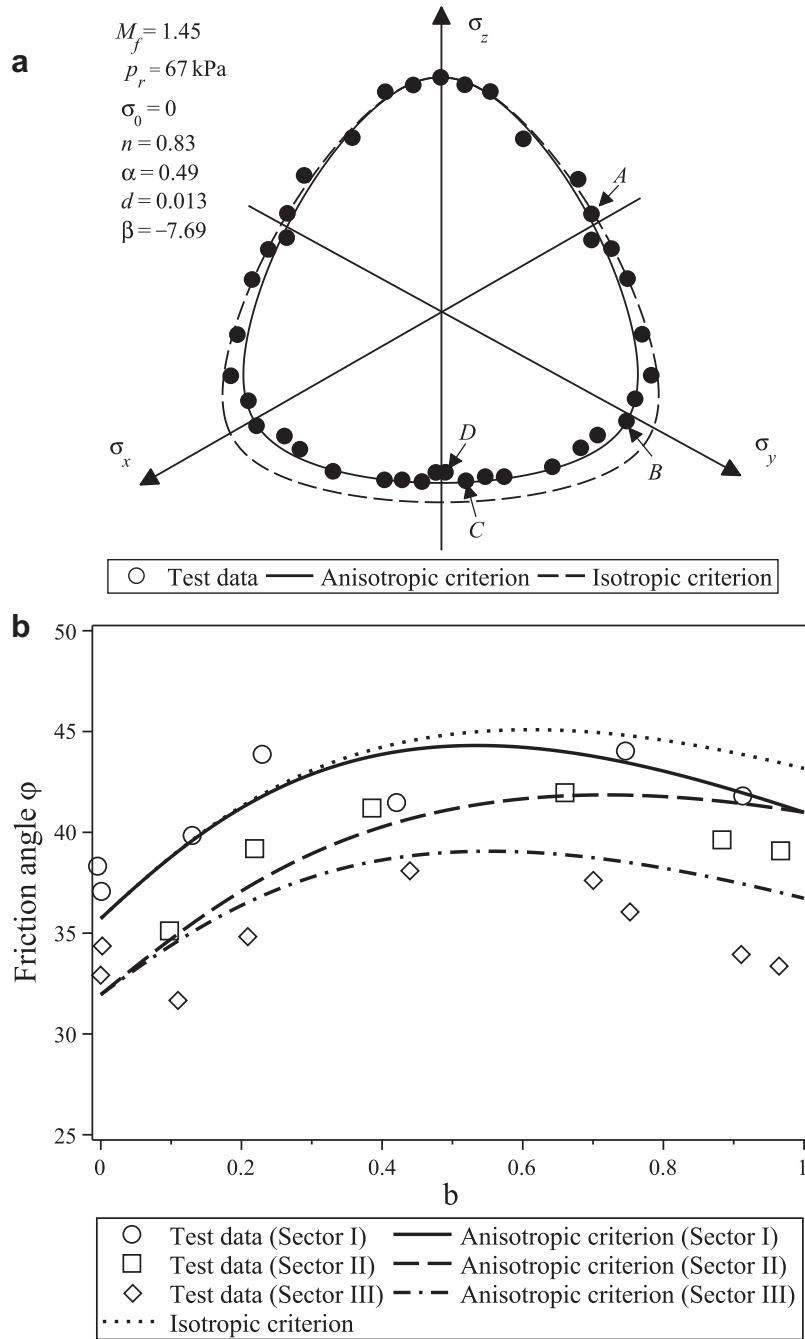 a
M_f = 1.45
p_r = 67 kPa
σ_0 = 0
n = 0.83
α = 0.49
d = 0.013
β = −7.69
σ_z
A
σ_x
D
σ_y
B
C
Test data Anisotropic criterion Isotropic criterion
b
50
45
40
35
30
25
Friction angle φ
0 0.2 0.4 0.6 0.8 1
b
Test data (Sector I) Anisotropic criterion (Sector I)
Test data (Sector II) Anisotropic criterion (Sector II)
Test data (Sector III) Anisotropic criterion (Sector III)
Isotropic criterion